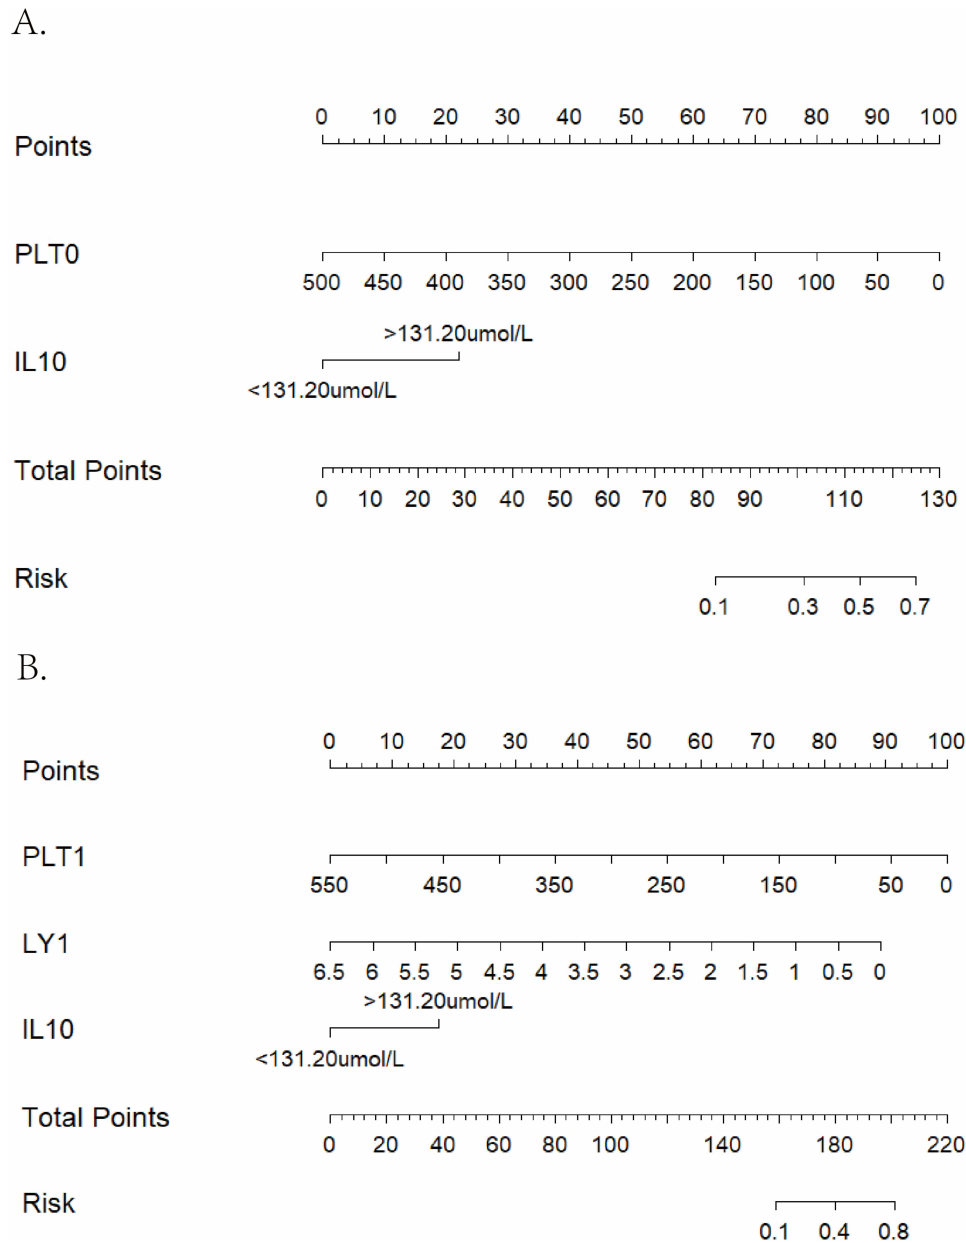 A.
0 10 20 30 40 50 60 70 80 90 100
Points
PLT0
500 450 400 350 300 250 200 150 100 50 0
>131.20umol/L
IL10
<131.20umol/L
Total Points
0 10 20 30 40 50 60 70 80 90 110 130
Risk
0.1 0.3 0.5 0.7
B.
0 10 20 30 40 50 60 70 80 90 100
Points
PLT1
550 450 350 250 150 50 0
LY1
6.5 6 5.5 5 4.5 4 3.5 3 2.5 2 1.5 1 0.5 0
>131.20umol/L
IL10
<131.20umol/L
Total Points
0 20 40 60 80 100 140 180 220
Risk
0.1 0.4 0.8